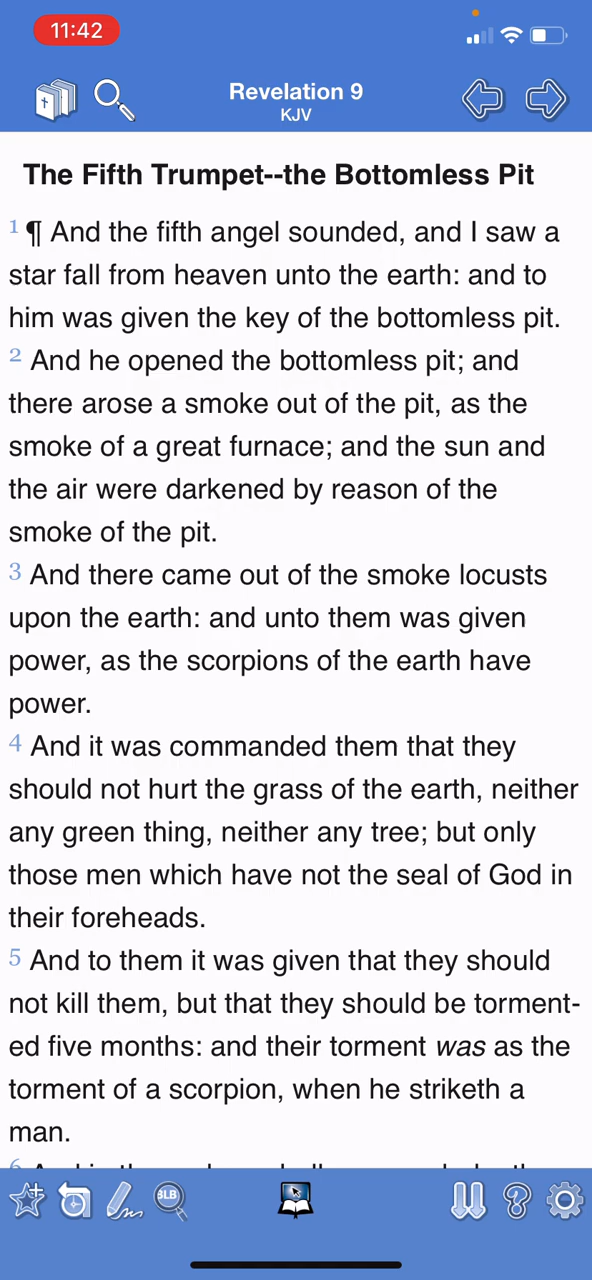 11:42
Revelation 9
KJV
The Fifth Trumpet--the Bottomless Pit
1 ¶ And the fifth angel sounded, and I saw a
star fall from heaven unto the earth: and to
him was given the key of the bottomless pit.
2 And he opened the bottomless pit; and
there arose a smoke out of the pit, as the
smoke of a great furnace; and the sun and
the air were darkened by reason of the
smoke of the pit.
3 And there came out of the smoke locusts
upon the earth: and unto them was given
power, as the scorpions of the earth have
power.
4 And it was commanded them that they
should not hurt the grass of the earth, neither
any green thing, neither any tree; but only
those men which have not the seal of God in
their foreheads.
5 And to them it was given that they should
not kill them, but that they should be torment-
ed five months: and their torment was as the
torment of a scorpion, when he striketh a
man.
BLB